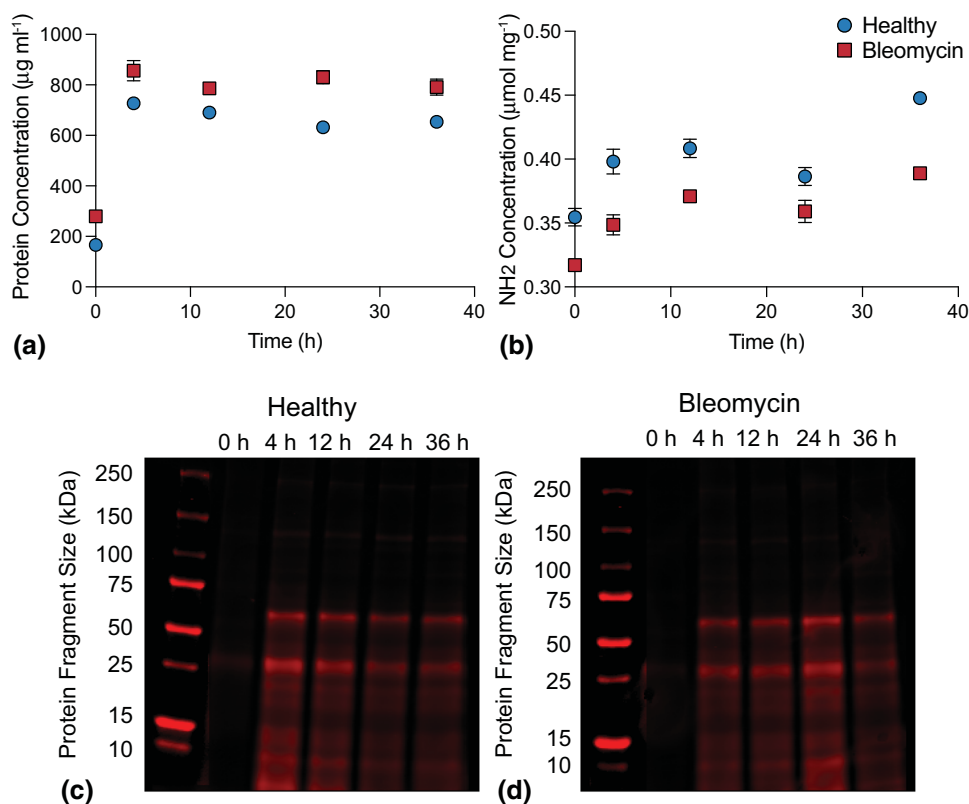 Protein Concentration (μg ml⁻¹)
1000
800
600
400
200
0
0 10 20 30 40
Time (h)
(a)
Healthy
Bleomycin
NH2 Concentration (μmol mg⁻¹)
0.50
0.45
0.40
0.35
0.30
0 10 20 30 40
Time (h)
(b)
Healthy
0 h 4 h 12 h 24 h 36 h
Protein Fragment Size (kDa)
250
150
100
75
50
25
15
10
(c)
Bleomycin
0 h 4 h 12 h 24 h 36 h
Protein Fragment Size (kDa)
250
150
100
75
50
25
15
10
(d)